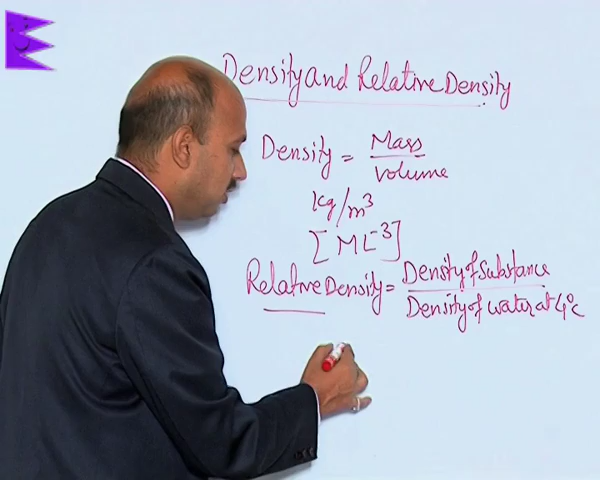 Density and Relative Density
Density = Mass / Volume
kg/m³
[ML⁻³]
Relative Density = Density of Substance / Density of water at 4°C